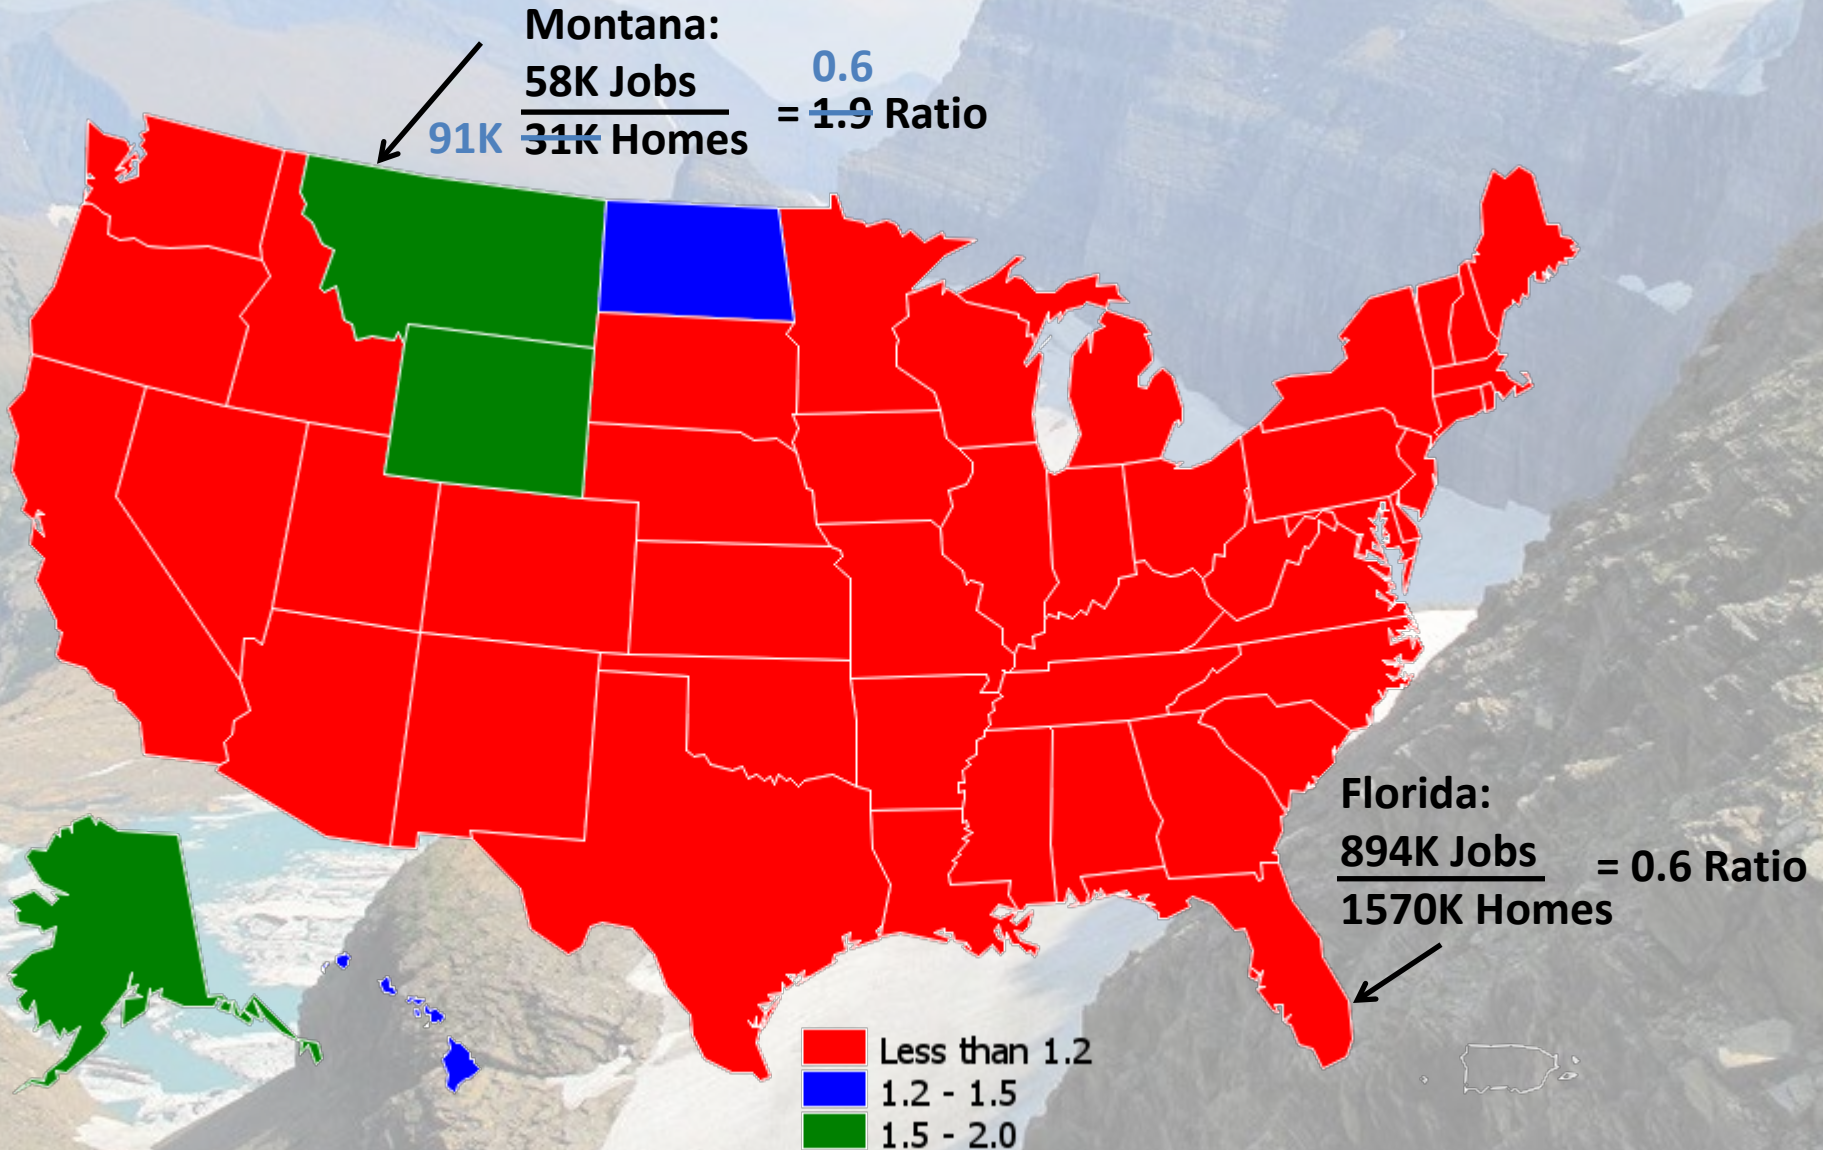 Montana:
58K Jobs
0.6
91K 31K Homes
= 1.9 Ratio
Florida:
894K Jobs
1570K Homes
= 0.6 Ratio
Less than 1.2
1.2 - 1.5
1.5 - 2.0